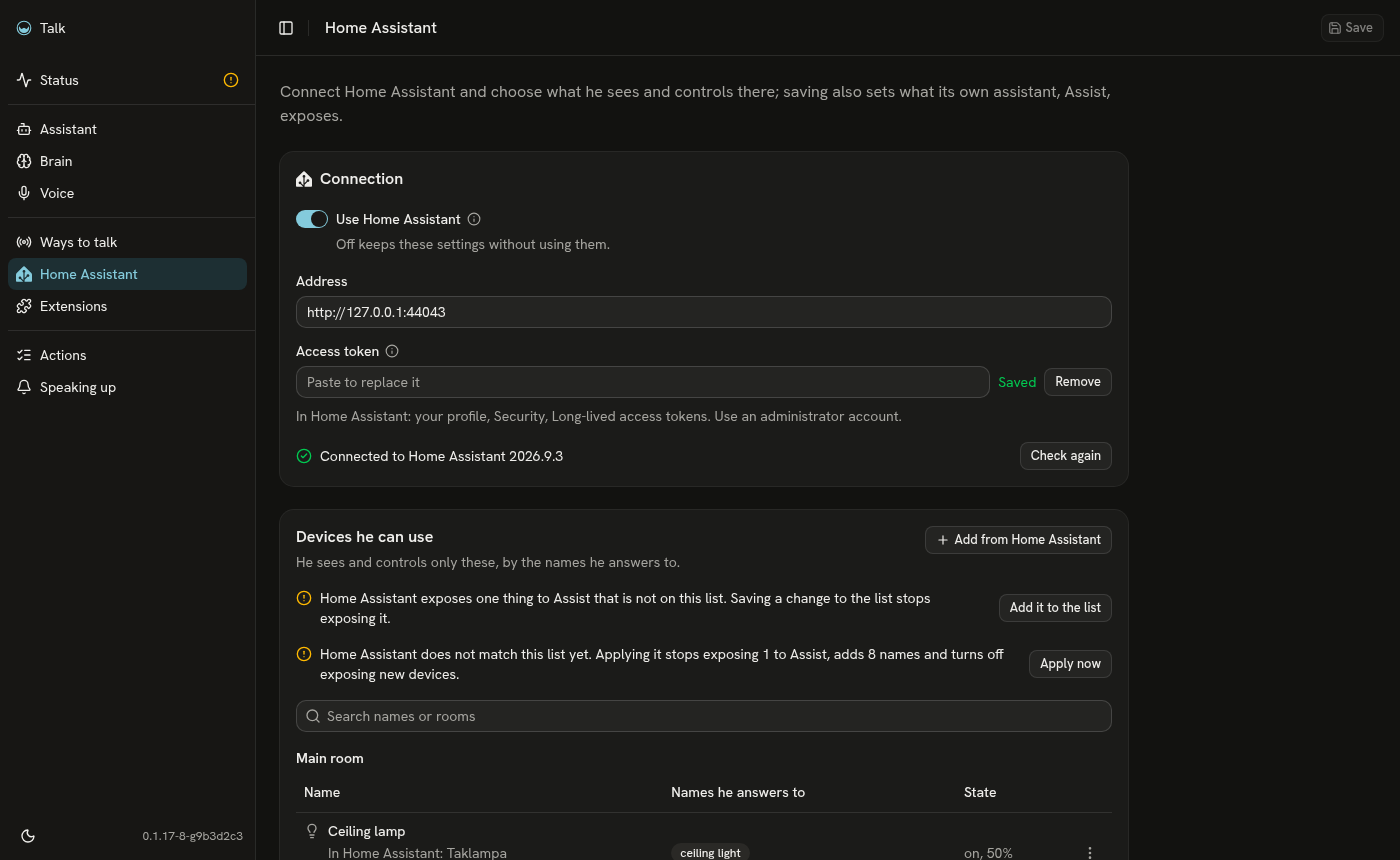 Talk
Home Assistant
Save
Status
Assistant
Brain
Voice
Ways to talk
Home Assistant
Extensions
Actions
Speaking up
0.1.17-8-g9b3d2c3
Connect Home Assistant and choose what he sees and controls there; saving also sets what its own assistant, Assist,
exposes.
Connection
Use Home Assistant
Off keeps these settings without using them.
Address
http://127.0.0.1:44043
Access token
Paste to replace it
Saved
Remove
In Home Assistant: your profile, Security, Long-lived access tokens. Use an administrator account.
Connected to Home Assistant 2026.9.3
Check again
Devices he can use
Add from Home Assistant
He sees and controls only these, by the names he answers to.
Home Assistant exposes one thing to Assist that is not on this list. Saving a change to the list stops
exposing it.
Add it to the list
Home Assistant does not match this list yet. Applying it stops exposing 1 to Assist, adds 8 names and turns off
exposing new devices.
Apply now
Search names or rooms
Main room
Name
Names he answers to
State
Ceiling lamp
In Home Assistant: Taklampa
ceiling light
on, 50%